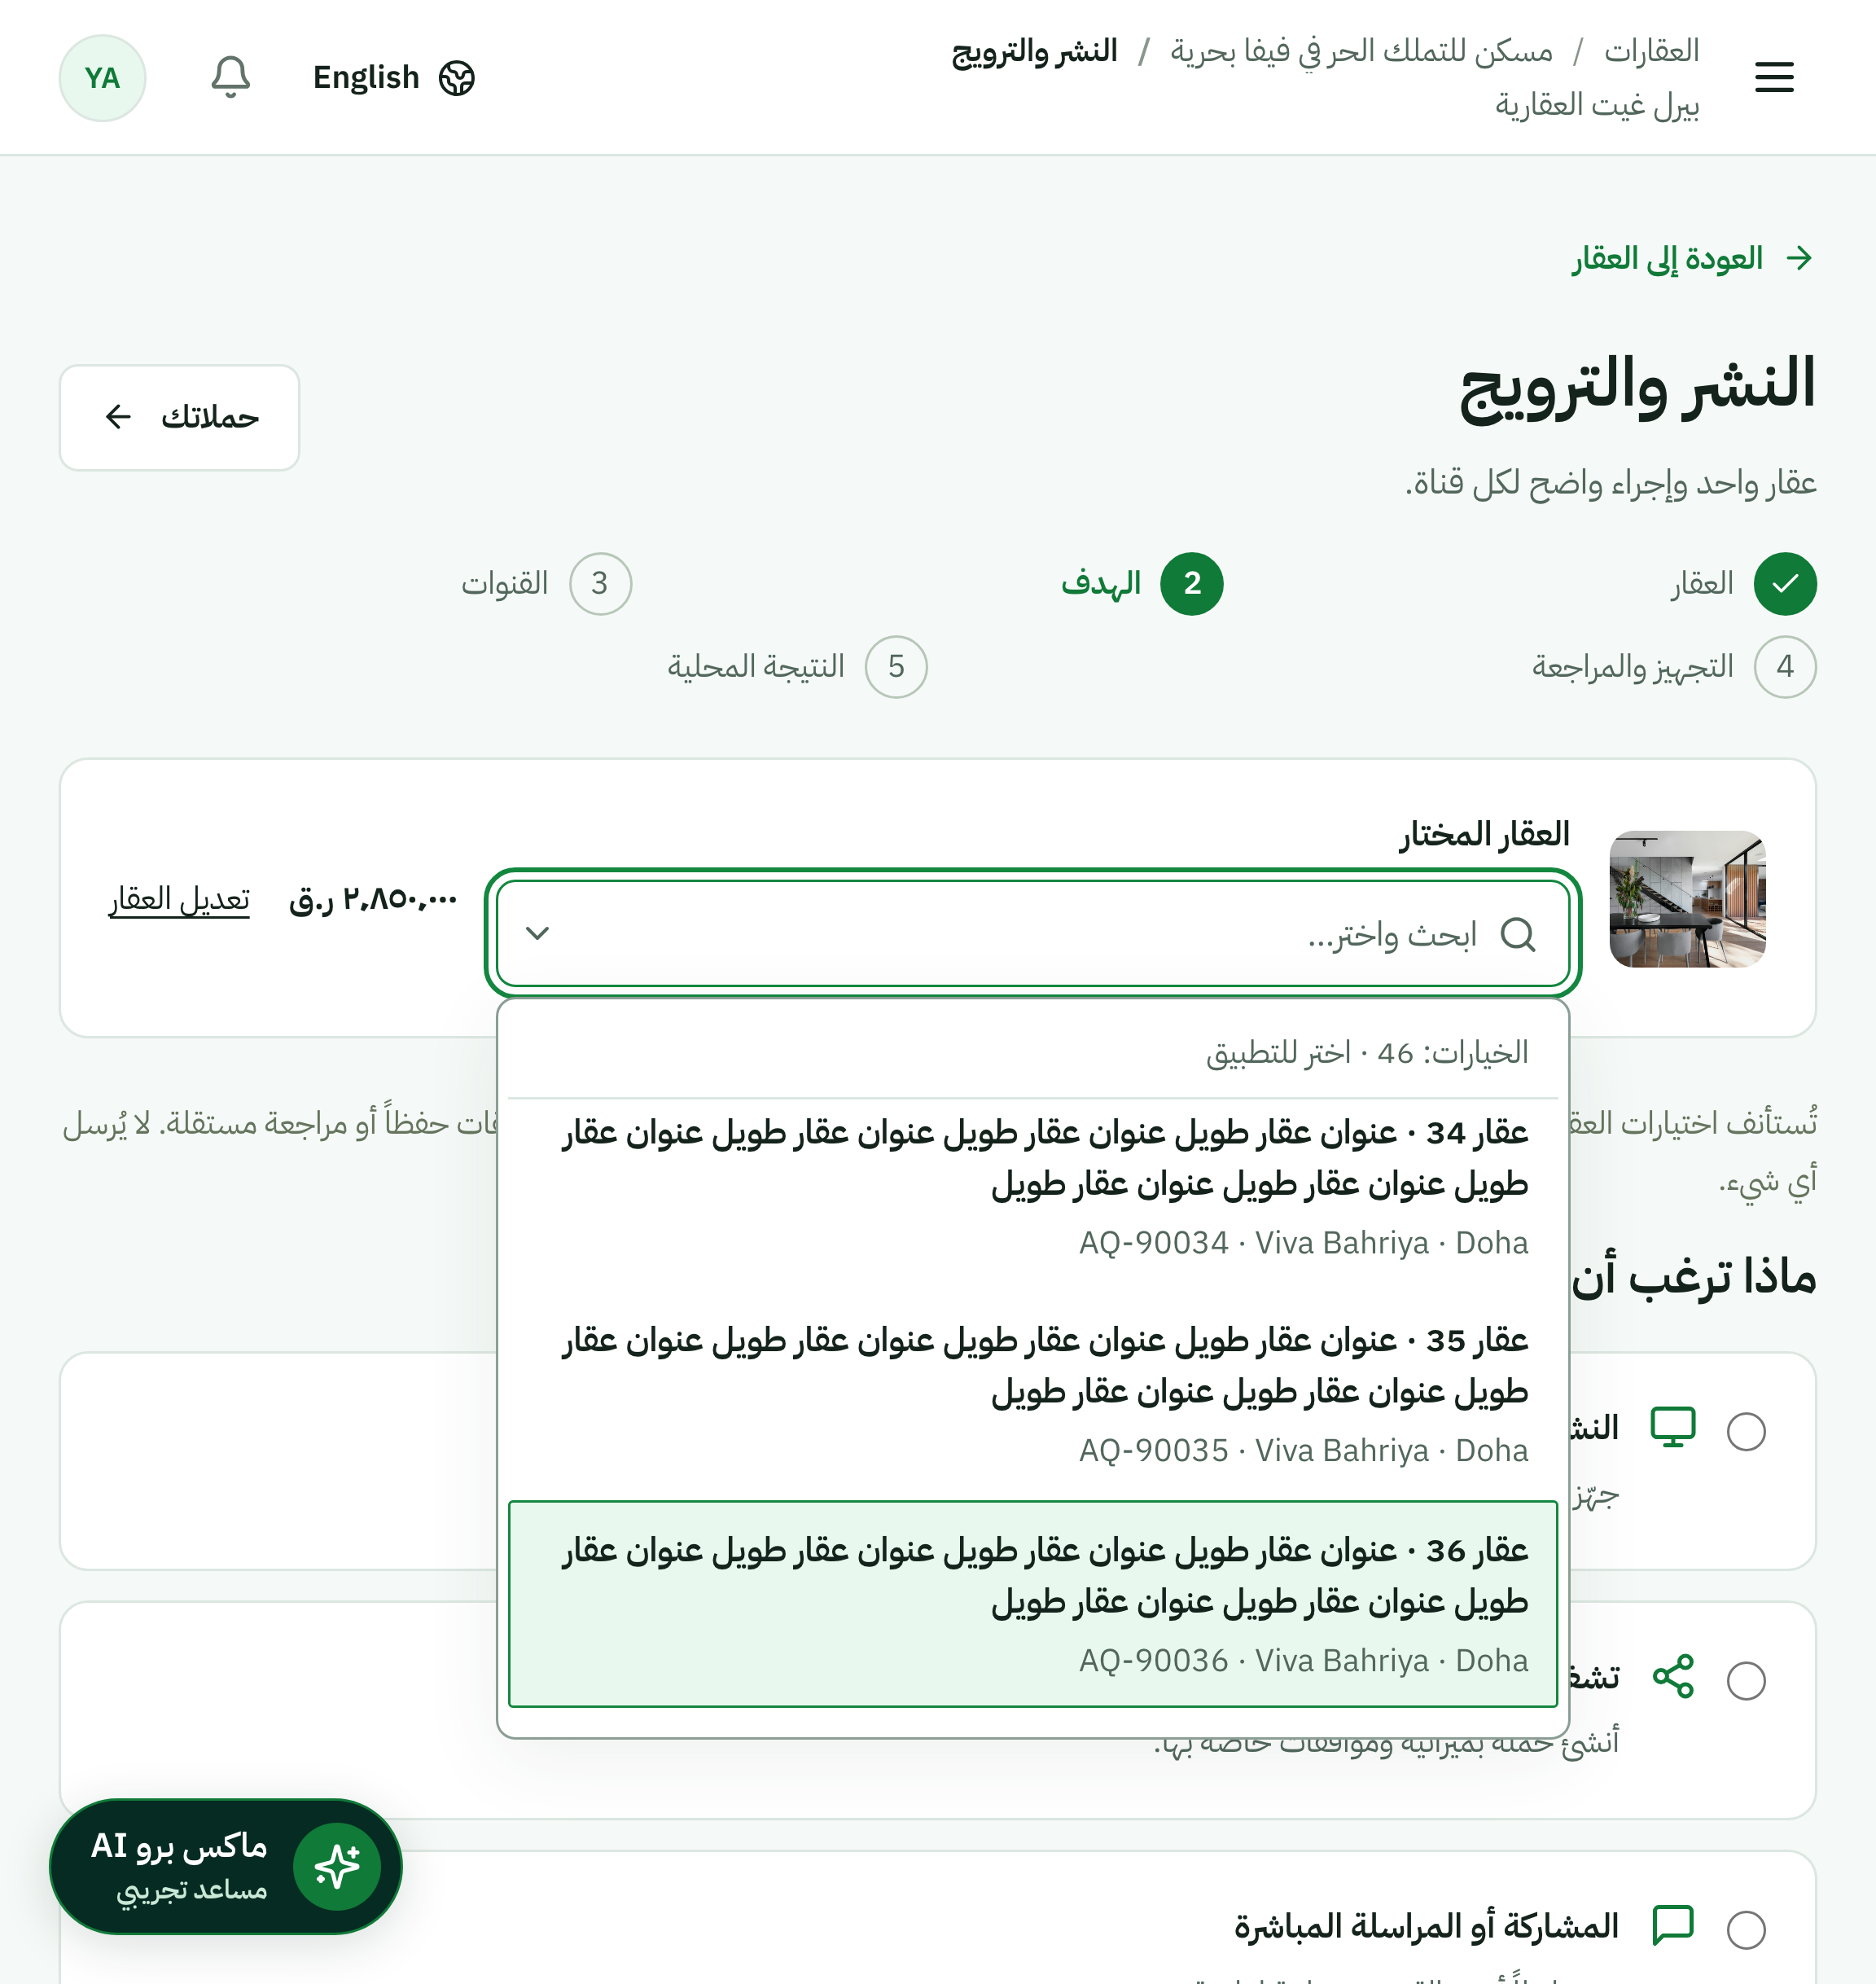 العقارات / مسكن للتملك الحر في فيفا بحرية / النشر والترويج
بيرل غيت العقارية
English
YA
العودة إلى العقار
النشر والترويج
حملاتك
عقار واحد وإجراء واضح لكل قناة.
العقار
2 الهدف
3 القنوات
4 التجهيز والمراجعة
5 النتيجة المحلية
العقار المختار
ابحث واختر...
٢٬٨٥٠٬٠٠٠ ر.ق
تعديل العقار
الخيارات: 46 · اختر للتطبيق
عقار 34 · عنوان عقار طويل عنوان عقار طويل عنوان عقار طويل عنوان عقار
طويل عنوان عقار طويل عنوان عقار طويل
AQ-90034 · Viva Bahriya · Doha
عقار 35 · عنوان عقار طويل عنوان عقار طويل عنوان عقار طويل عنوان عقار
طويل عنوان عقار طويل عنوان عقار طويل
AQ-90035 · Viva Bahriya · Doha
عقار 36 · عنوان عقار طويل عنوان عقار طويل عنوان عقار طويل عنوان عقار
طويل عنوان عقار طويل عنوان عقار طويل
AQ-90036 · Viva Bahriya · Doha
تُستأنف اختيارات حفظاً أو مراجعة مستقلة. لا يُرسل
أي شيء.
ماذا ترغب أن
جهّز
أنشئ حملة بميزانية وموافقات خاصة بها.
المشاركة أو المراسلة المباشرة
ماكس برو AI
مساعد تجريبي